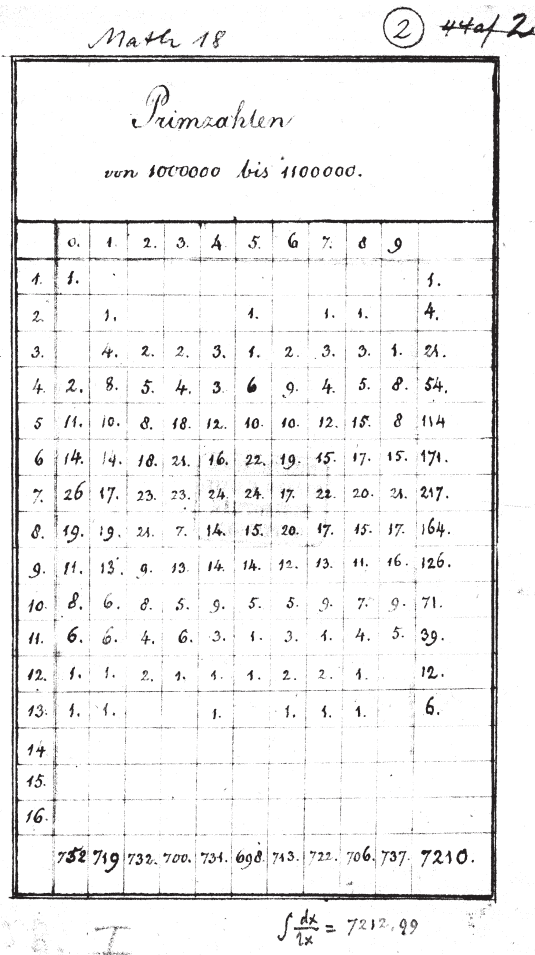 Math 18
2 44af 2
Primzahlen
von 1000000 bis 1100000.
0. 1. 2. 3. 4. 5. 6 7. 8 9
1. 1. 1.
2. 1. 1. 1. 1. 4.
3. 4. 2. 2. 3. 1. 2. 3. 3. 1. 21.
4. 2. 8. 5. 4. 3 6 9. 4. 5. 8. 54.
5 11. 10. 8. 18. 12. 10. 10. 12. 15. 8 114
6 14. 14. 18. 21. 16. 22. 19. 15. 17. 15. 171.
7. 26 17. 23. 23. 24. 24. 17. 22. 20. 21. 217.
8. 19. 19. 21. 7. 14. 15. 20. 17. 15. 17. 164.
9. 11. 13. 9. 13. 14. 14. 12. 13. 11. 16. 126.
10. 8. 6. 8. 5. 9. 5. 5. 9. 7. 9. 71.
11. 6. 6. 4. 6. 3. 1. 3. 1. 4. 5. 39.
12. 1. 1. 2. 1. 1. 1. 2. 2. 1. 12.
13. 1. 1. 1. 1. 1. 1. 6.
14
15.
16.
752 719 732. 700. 731. 698. 713. 722. 706. 737. 7210.
∫ dx/lx = 7212.99
I